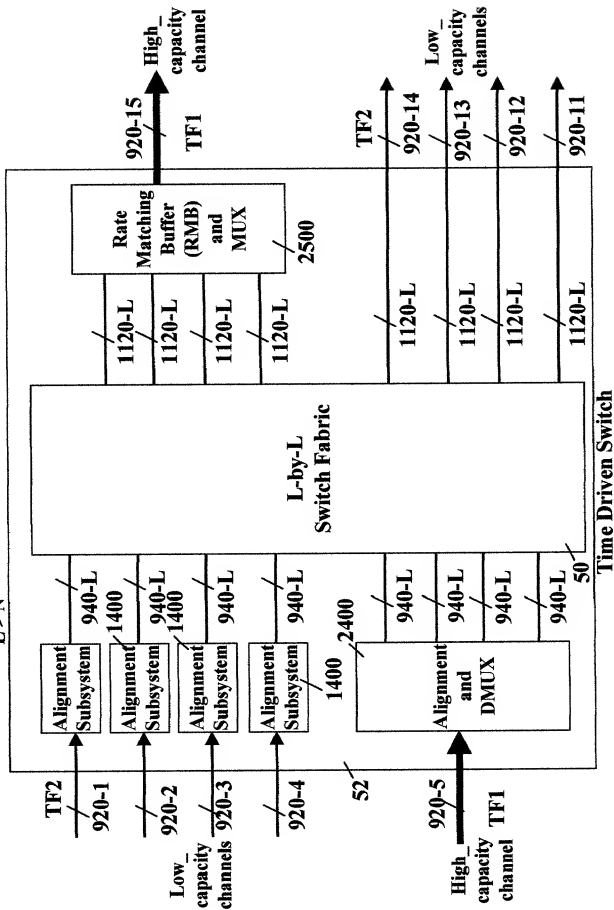 Low_
capacity
channels
TF2
920-1
920-2
920-3
920-4
High_
capacity
channel
920-5
TF1
Alignment
Subsystem
1400
Alignment
Subsystem
1400
Alignment
Subsystem
Alignment
Subsystem
1400
2400
Alignment
and
DMUX
52
940-L
940-L
940-L
940-L
940-L
940-L
940-L
940-L
L-by-L
Switch Fabric
50
1120-L
1120-L
1120-L
1120-L
1120-L
1120-L
1120-L
1120-L
Rate
Matching
Buffer
(RMB)
and
MUX
2500
920-15
TF1
High_
capacity
channel
TF2
920-14
920-13
920-12
920-11
Low_
capacity
channels
Time Driven Switch